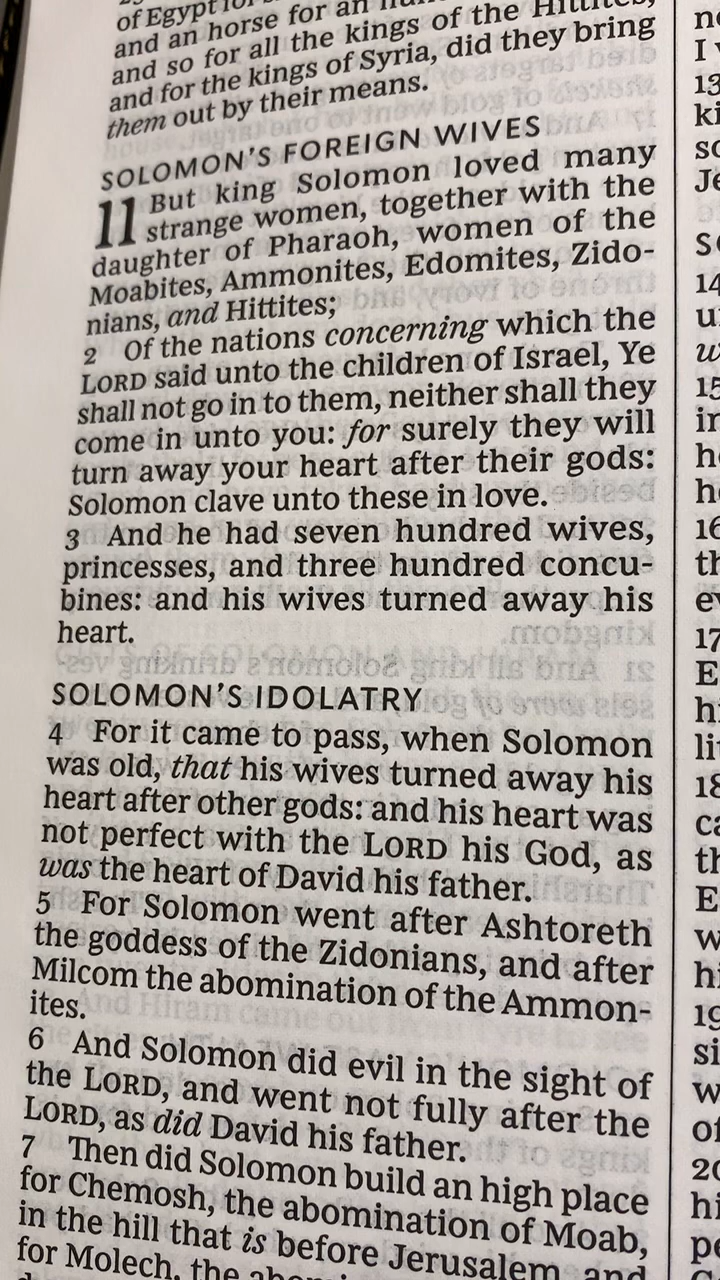 of Egypt for
and an horse for an
and so for all the kings of the Hittites,
and for the kings of Syria, did they bring
them out by their means.
SOLOMON'S FOREIGN WIVES
11 But king Solomon loved many
strange women, together with the
daughter of Pharaoh, women of the
Moabites, Ammonites, Edomites, Zido-
nians, and Hittites;
2 Of the nations concerning which the
LORD said unto the children of Israel, Ye
shall not go in to them, neither shall they
come in unto you: for surely they will
turn away your heart after their gods:
Solomon clave unto these in love.
3 And he had seven hundred wives,
princesses, and three hundred concu-
bines: and his wives turned away his
heart.
SOLOMON'S IDOLATRY
4 For it came to pass, when Solomon
was old, that his wives turned away his
heart after other gods: and his heart was
not perfect with the LORD his God, as
was the heart of David his father.
5 For Solomon went after Ashtoreth
the goddess of the Zidonians, and after
Milcom the abomination of the Ammon-
ites.
6 And Solomon did evil in the sight of
the LORD, and went not fully after the
LORD, as did David his father.
7 Then did Solomon build an high place
for Chemosh, the abomination of Moab,
in the hill that is before Jerusalem, and
for Molech, the
13
14
15
16
17
18
19
20